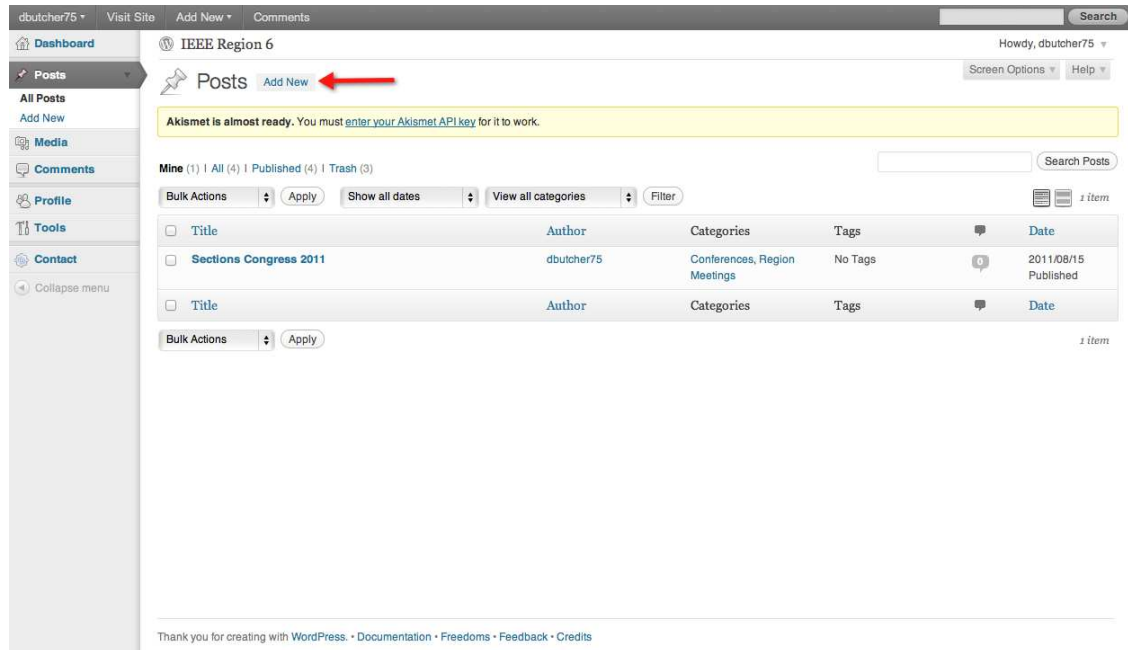 dbutcher75 Visit Site Add New Comments Search
Dashboard
Posts
All Posts
Add New
Media
Comments
Profile
Tools
Contact
Collapse menu
IEEE Region 6 Howdy, dbutcher75
Posts Add New Screen Options Help
Akismet is almost ready. You must enter your Akismet API key for it to work.
Mine (1) | All (4) | Published (4) | Trash (3) Search Posts
Bulk Actions Apply Show all dates View all categories Filter 1 item
Title Author Categories Tags Date
Sections Congress 2011 dbutcher75 Conferences, Region No Tags 0 2011/08/15
Meetings Published
Title Author Categories Tags Date
Bulk Actions Apply 1 item
Thank you for creating with WordPress. • Documentation • Freedoms • Feedback • Credits